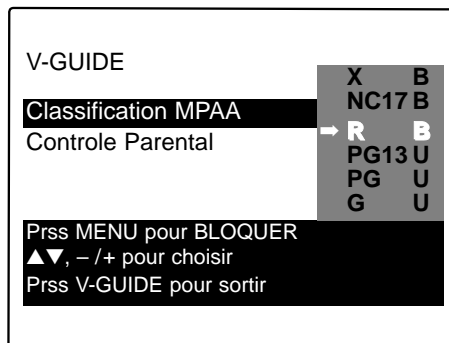 V-GUIDE
Classification MPAA
Controle Parental
X B
NC17 B
➡ R B
PG13 U
PG U
G U
Prss MENU pour BLOQUER
▲▼, – /+ pour choisir
Prss V-GUIDE pour sortir